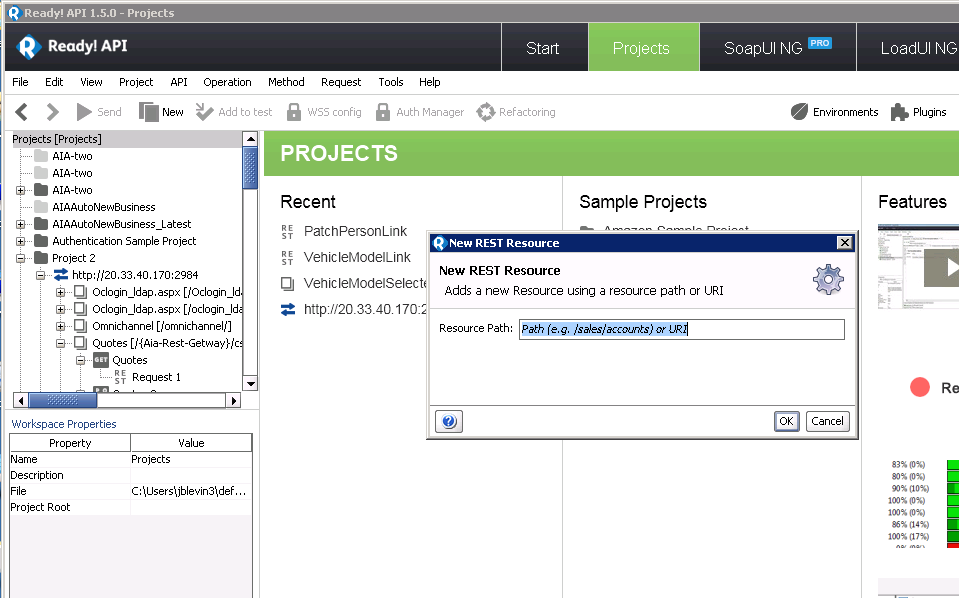 Ready! API 1.5.0 - Projects
Ready! API
Start
Projects
SoapUI NG PRO
LoadUI NG
File Edit View Project API Operation Method Request Tools Help
Send
New
Add to test
WSS config
Auth Manager
Refactoring
Environments
Plugins
Projects [Projects]
AIA-two
AIA-two
AIA-two
AIAAutoNewBusiness
AIAAutoNewBusiness_Latest
Authentication Sample Project
Project 2
http://20.33.40.170:2984
Oclogin_ldap.aspx [/Oclogin_lda
Oclogin_ldap.aspx [/Oclogin_lda
Omnichannel [/omnichannel/]
Quotes [/{Aia-Rest-Getway}/cs
GET Quotes
REST Request 1
Workspace Properties
Property Value
Name Projects
Description
File C:\Users\jblevin3\def...
Project Root
PROJECTS
Recent
REST PatchPersonLink
REST VehicleModelLink
VehicleModelSelecte
http://20.33.40.170:2
Sample Projects
Amazon Sample Project
Features
New REST Resource
New REST Resource
Adds a new Resource using a resource path or URI
Resource Path: Path (e.g. /sales/accounts) or URI
?
OK
Cancel
Re
83% (0%)
80% (0%)
90% (10%)
100% (0%)
100% (0%)
86% (14%)
100% (17%)